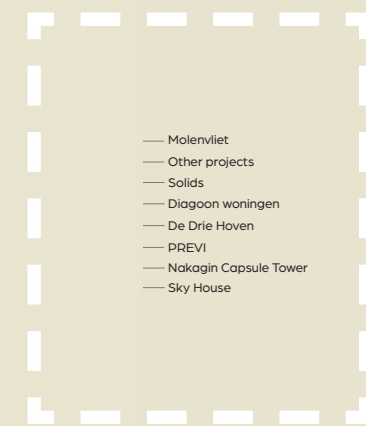 Molenvliet
Other projects
Solids
Diagoon woningen
De Drie Hoven
PREVI
Nakagin Capsule Tower
Sky House